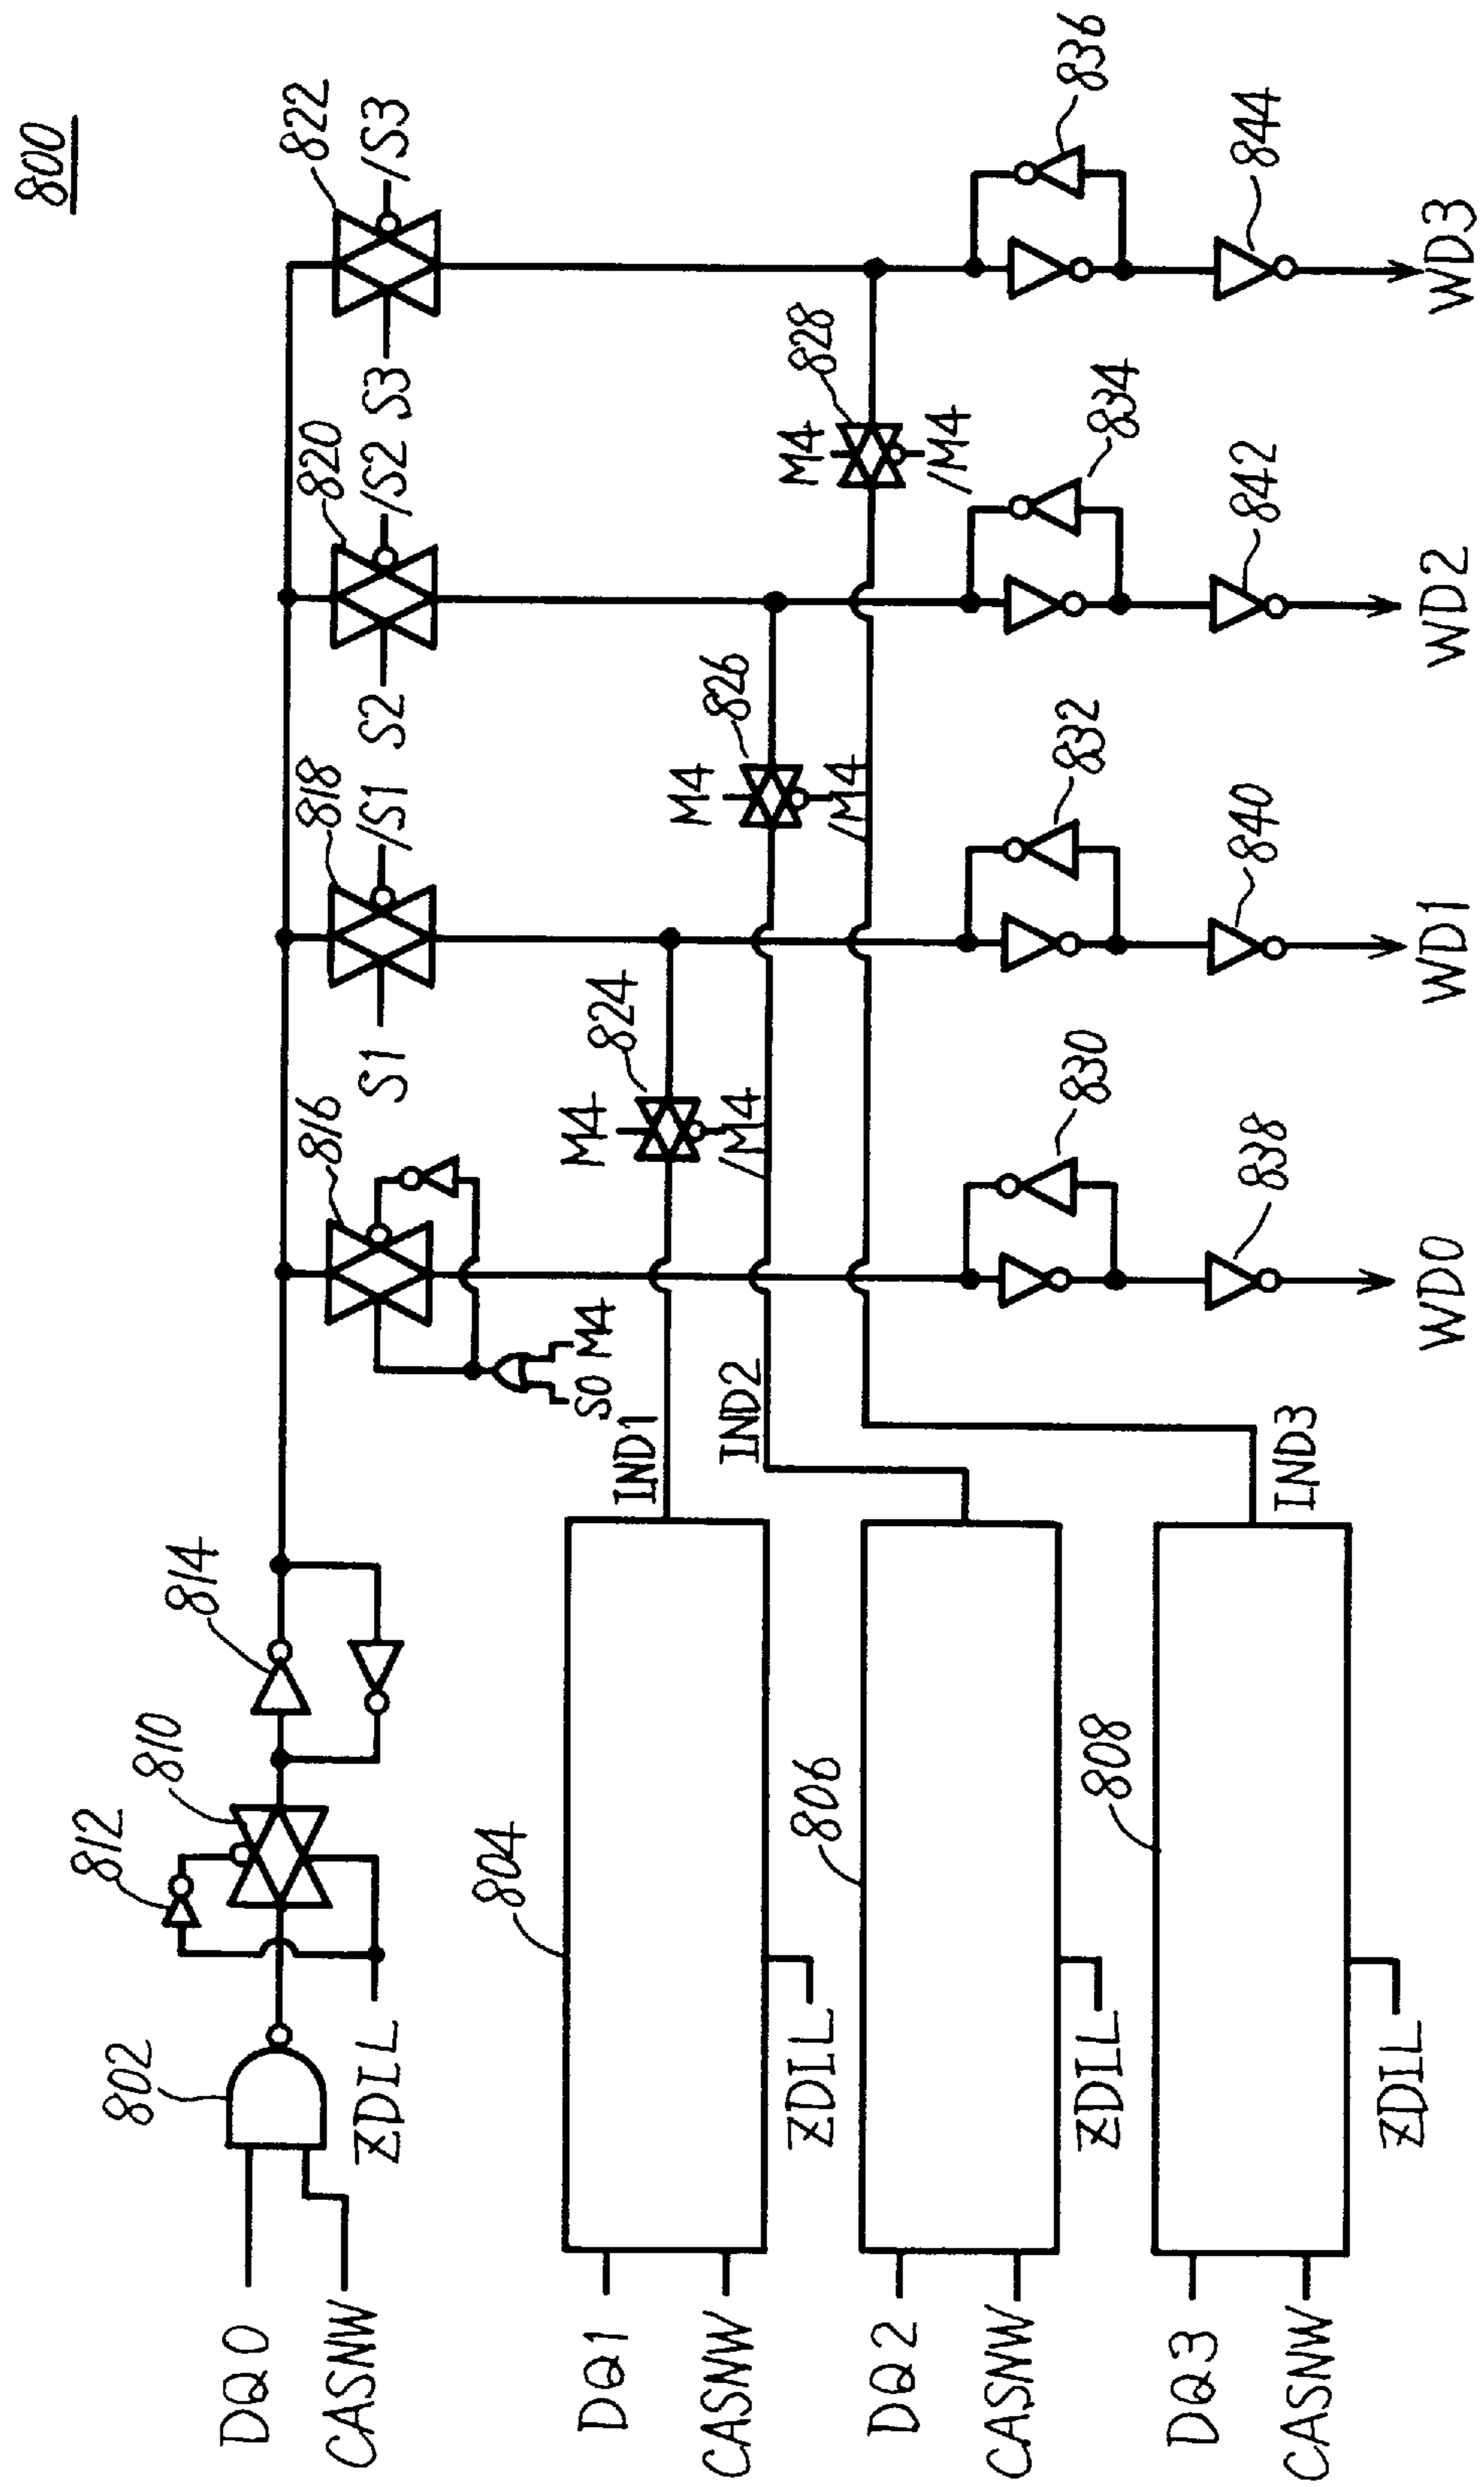 800
822
/S3
S3
820
/S2
S2
818
/S1
S1
816
S0
M4
814
810
812
802
ZDLL
DQ0
CASNW
M4
824
/M4
M4
826
/M4
M4
828
/M4
IND1
IND2
IND3
804
DQ1
CASNW
ZDIL
806
DQ2
CASNW
ZDIL
808
DQ3
CASNW
ZDIL
830
832
834
836
838
840
842
844
WD0
WD1
WD2
WD3